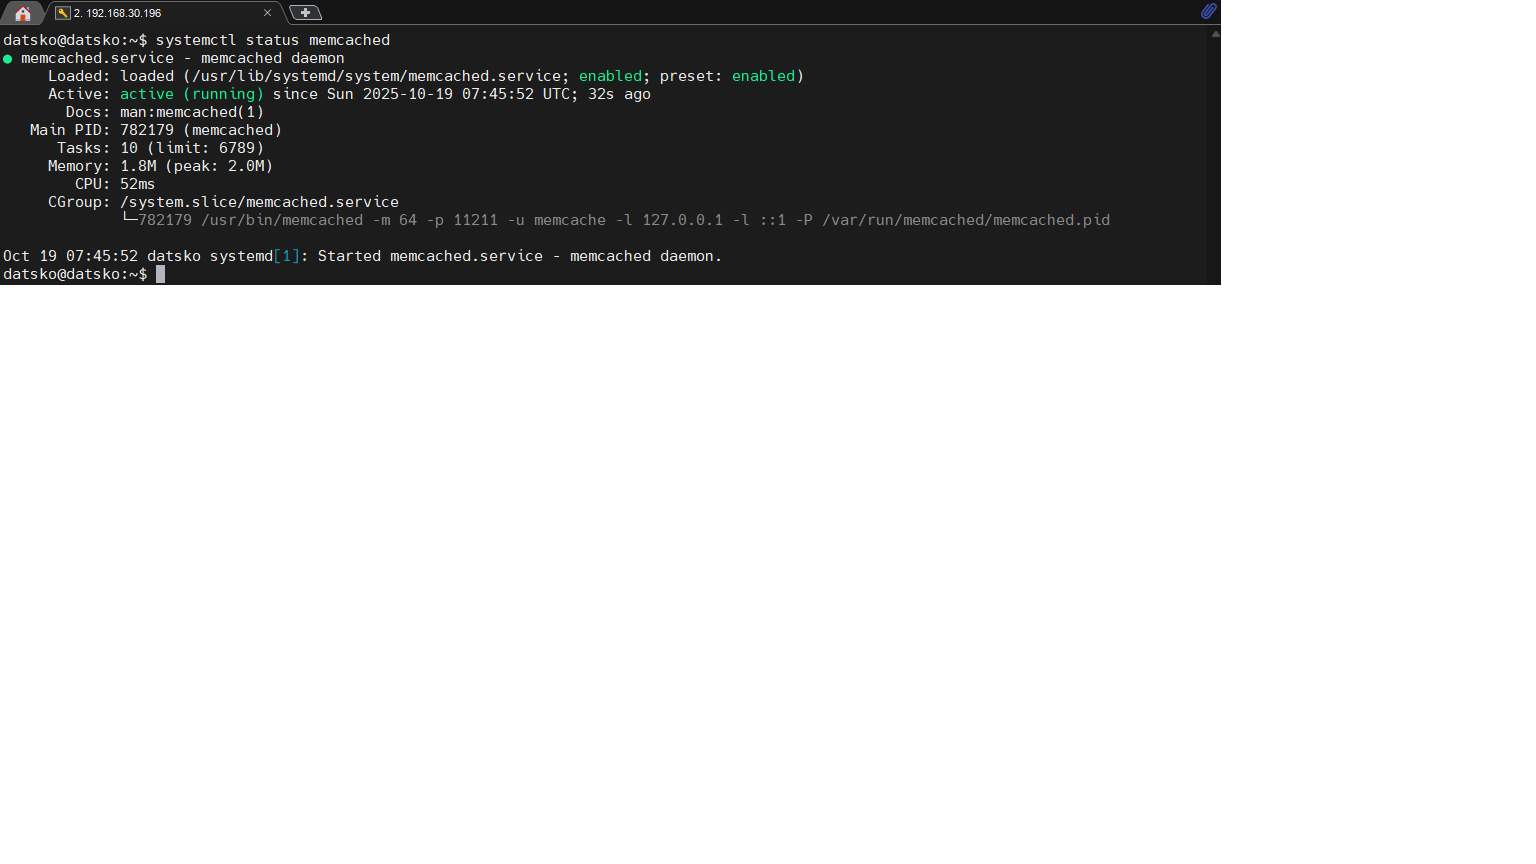 2. 192.168.30.196
datsko@datsko:~$ systemctl status memcached
● memcached.service - memcached daemon
Loaded: loaded (/usr/lib/systemd/system/memcached.service; enabled; preset: enabled)
Active: active (running) since Sun 2025-10-19 07:45:52 UTC; 32s ago
Docs: man:memcached(1)
Main PID: 782179 (memcached)
Tasks: 10 (limit: 6789)
Memory: 1.8M (peak: 2.0M)
CPU: 52ms
CGroup: /system.slice/memcached.service
└─782179 /usr/bin/memcached -m 64 -p 11211 -u memcache -l 127.0.0.1 -l ::1 -P /var/run/memcached/memcached.pid
Oct 19 07:45:52 datsko systemd[1]: Started memcached.service - memcached daemon.
datsko@datsko:~$